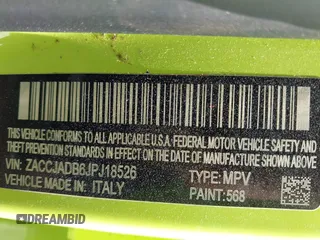 THIS VEHICLE CONFORMS TO ALL APPLICABLE
U.S.A. FEDERAL MOTOR VEHICLE SAFETY AND
THEFT PREVENTION STANDARDS IN EFFECT ON THE
DATE OF MANUFACTURE SHOWN ABOVE.
VIN: ZACCJADB6JPJ18526 TYPE: MPV
VEHICLE MADE IN: ITALY PAINT: 568
ZREAMBID